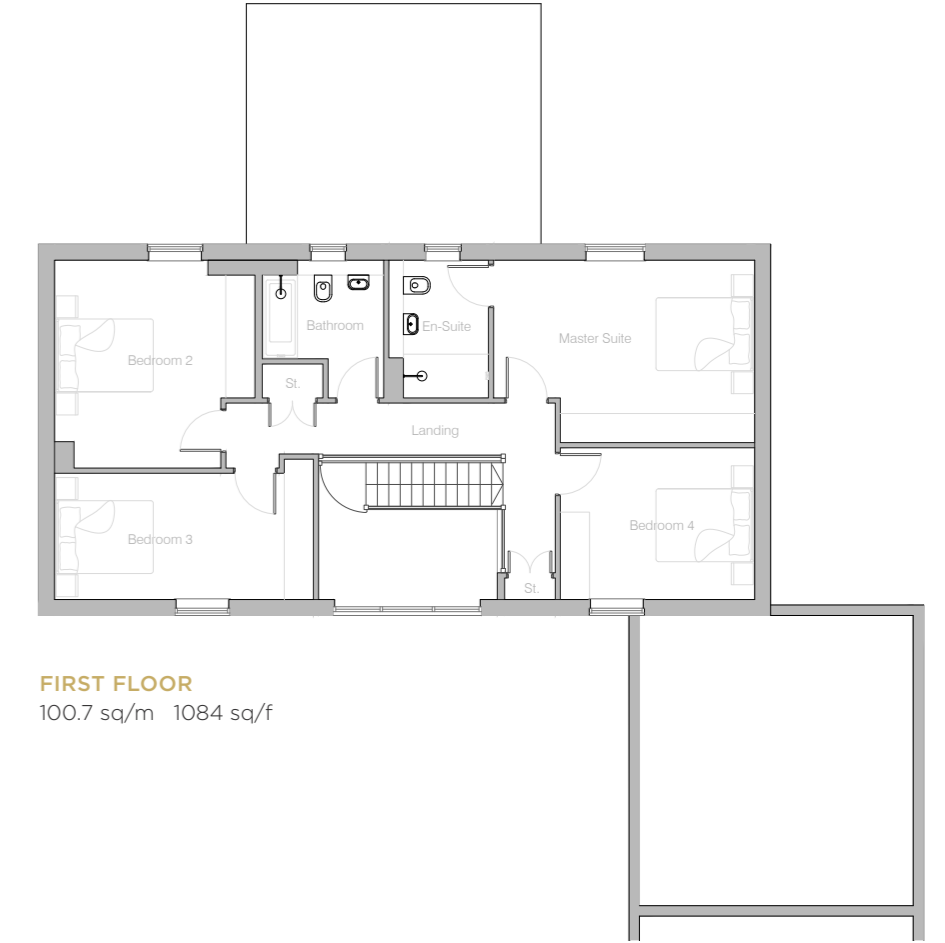 Bathroom
En-Suite
Master Suite
Bedroom 2
St.
Landing
Bedroom 3
Bedroom 4
St.
FIRST FLOOR
100.7 sq/m 1084 sq/f